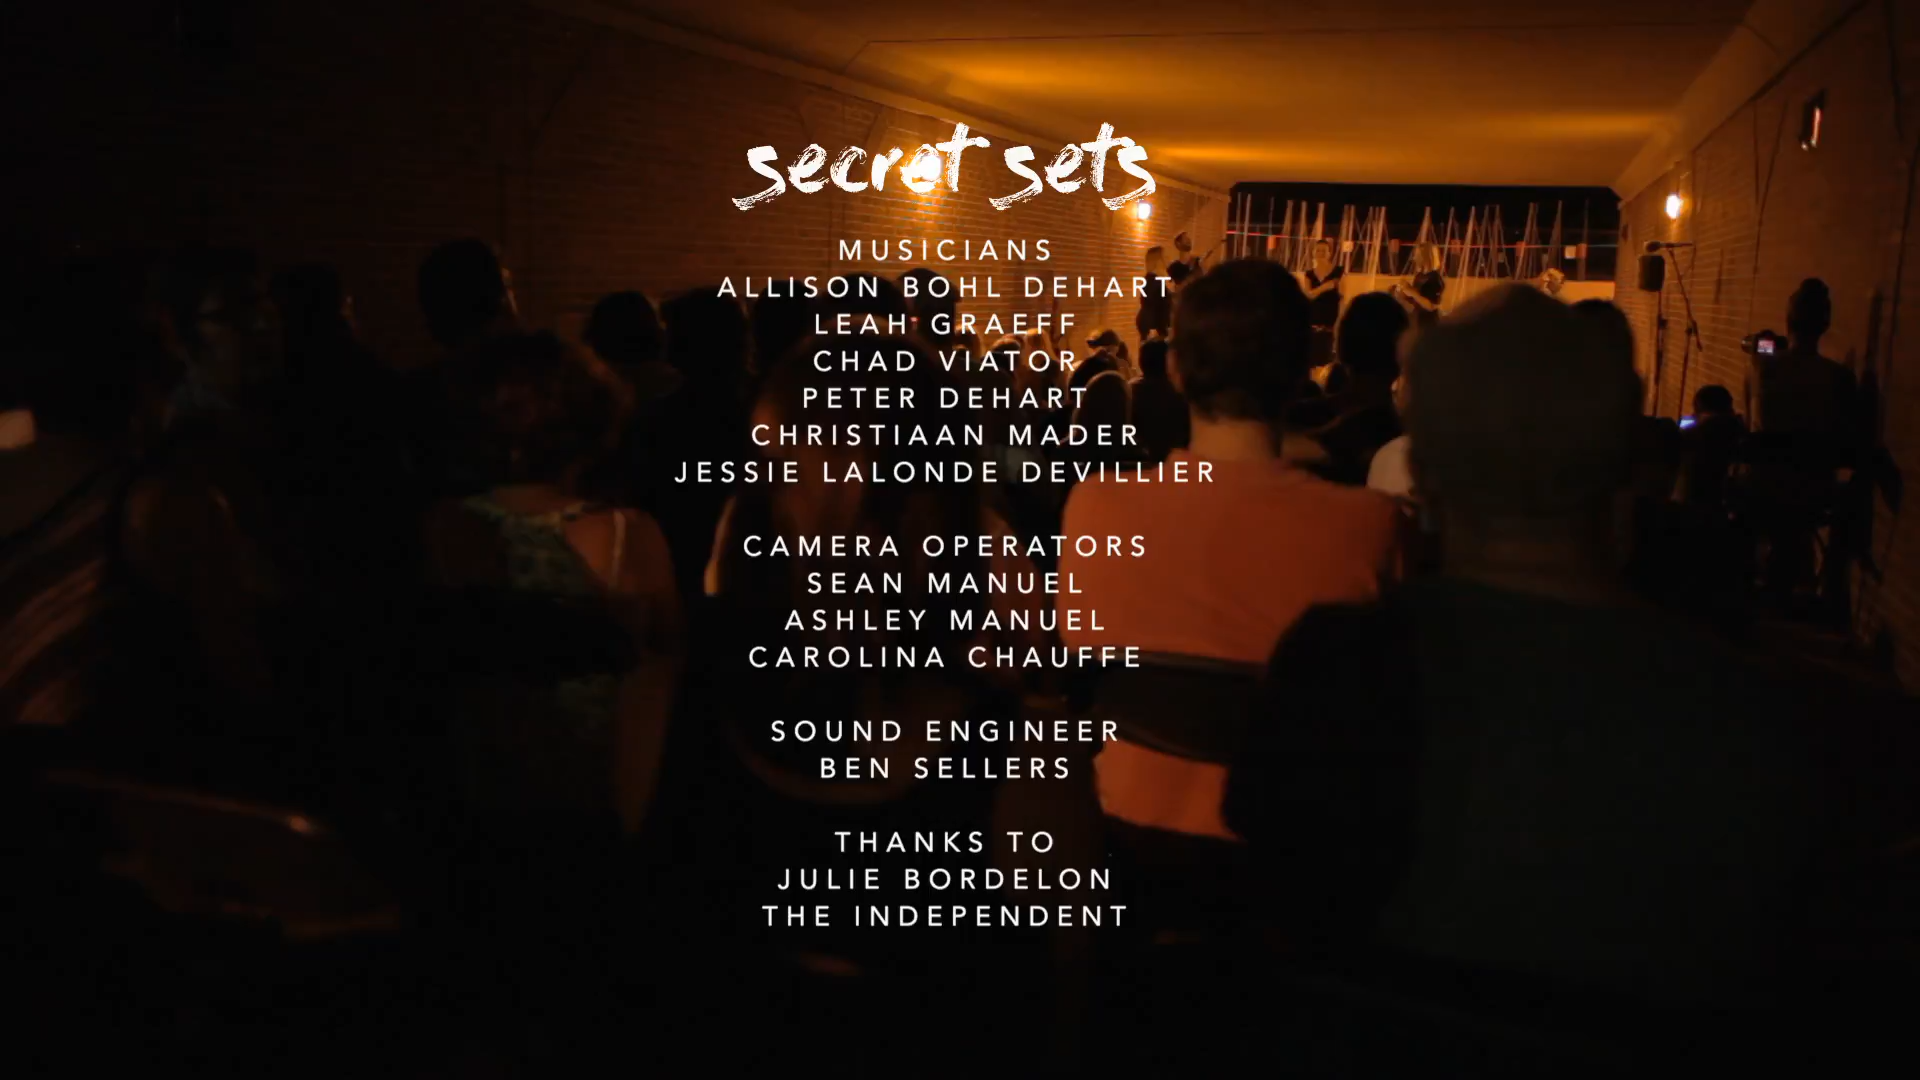 secret sets
MUSICIANS
ALLISON BOHL DEHART
LEAH GRAEFF
CHAD VIATOR
PETER DEHART
CHRISTIAAN MADER
JESSIE LALONDE DEVILLIER
CAMERA OPERATORS
SEAN MANUEL
ASHLEY MANUEL
CAROLINA CHAUFFE
SOUND ENGINEER
BEN SELLERS
THANKS TO
JULIE BORDELON
THE INDEPENDENT